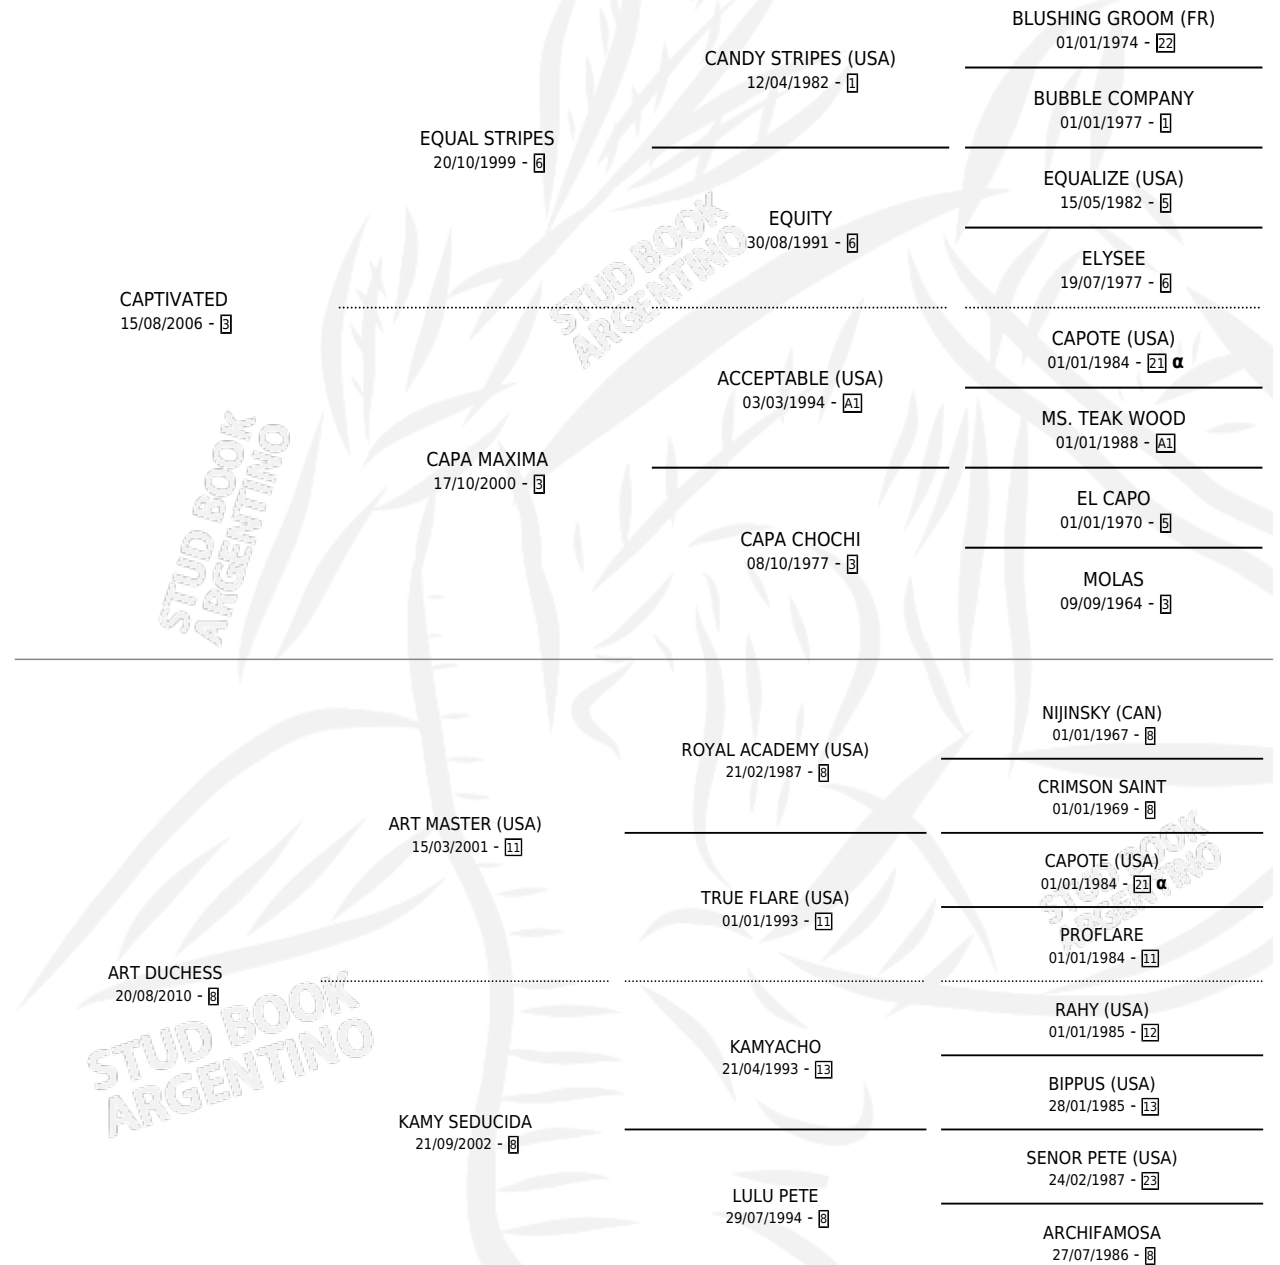 BLUSHING GROOM (FR)
01/01/1974 - 22
CANDY STRIPES (USA)
12/04/1982 - 1
BUBBLE COMPANY
01/01/1977 - 1
EQUAL STRIPES
20/10/1999 - 6
EQUALIZE (USA)
15/05/1982 - 5
EQUITY
30/08/1991 - 6
ELYSEE
19/07/1977 - 6
CAPTIVATED
15/08/2006 - 3
CAPOTE (USA)
01/01/1984 - 21 α
ACCEPTABLE (USA)
03/03/1994 - A1
MS. TEAK WOOD
01/01/1988 - A1
CAPA MAXIMA
17/10/2000 - 3
EL CAPO
01/01/1970 - 5
CAPA CHOCHI
08/10/1977 - 3
MOLAS
09/09/1964 - 3
NIJINSKY (CAN)
01/01/1967 - 8
ROYAL ACADEMY (USA)
21/02/1987 - 8
CRIMSON SAINT
01/01/1969 - 8
ART MASTER (USA)
15/03/2001 - 11
CAPOTE (USA)
01/01/1984 - 21 α
TRUE FLARE (USA)
01/01/1993 - 11
PROFLARE
01/01/1984 - 11
ART DUCHESS
20/08/2010 - 8
RAHY (USA)
01/01/1985 - 12
KAMYACHO
21/04/1993 - 13
BIPPUS (USA)
28/01/1985 - 13
KAMY SEDUCIDA
21/09/2002 - 8
SENOR PETE (USA)
24/02/1987 - 23
LULU PETE
29/07/1994 - 8
ARCHIFAMOSA
27/07/1986 - 8
STUD BOOK
ARGENTINO
STUD BOOK
ARGENTINO
STUD BOOK
ARGENTINO
STUD BOOK
ARGENTINO